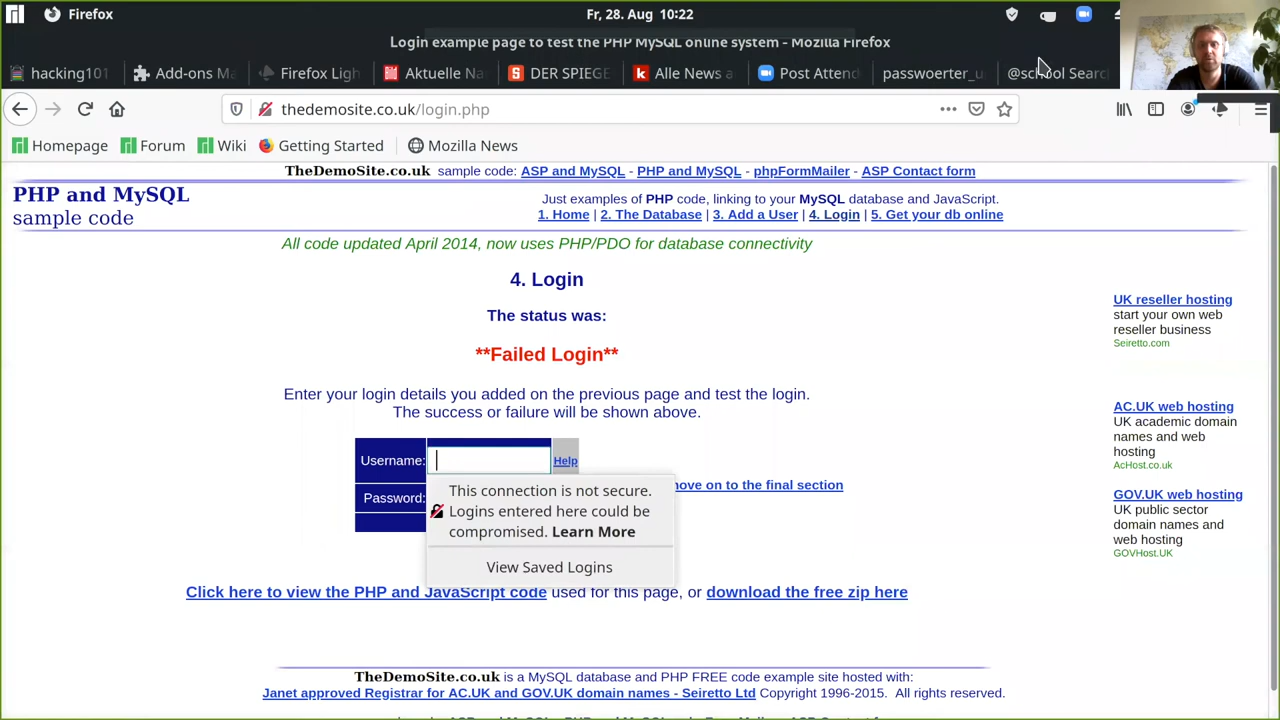 Firefox
Fr, 28. Aug 10:22
Login example page to test the PHP MySQL online system - Mozilla Firefox
hacking101
Add-ons Ma
Firefox Ligh
Aktuelle Na
DER SPIEGE
Alle News a
Post Attend
passwoerter_u
@school Searc
thedemosite.co.uk/login.php
Homepage
Forum
Wiki
Getting Started
Mozilla News
TheDemoSite.co.uk sample code: ASP and MySQL - PHP and MySQL - phpFormMailer - ASP Contact form
PHP and MySQL
sample code
Just examples of PHP code, linking to your MySQL database and JavaScript.
1. Home | 2. The Database | 3. Add a User | 4. Login | 5. Get your db online
All code updated April 2014, now uses PHP/PDO for database connectivity
4. Login
The status was:
**Failed Login**
Enter your login details you added on the previous page and test the login.
The success or failure will be shown above.
Username:
Help
Password:
move on to the final section
This connection is not secure.
Logins entered here could be
compromised. Learn More
View Saved Logins
Click here to view the PHP and JavaScript code used for this page, or download the free zip here
UK reseller hosting
start your own web
reseller business
Seiretto.com
AC.UK web hosting
UK academic domain
names and web
hosting
AcHost.co.uk
GOV.UK web hosting
UK public sector
domain names and
web hosting
GOVHost.UK
TheDemoSite.co.uk is a MySQL database and PHP FREE code example site hosted with:
Janet approved Registrar for AC.UK and GOV.UK domain names - Seiretto Ltd Copyright 1996-2015. All rights reserved.